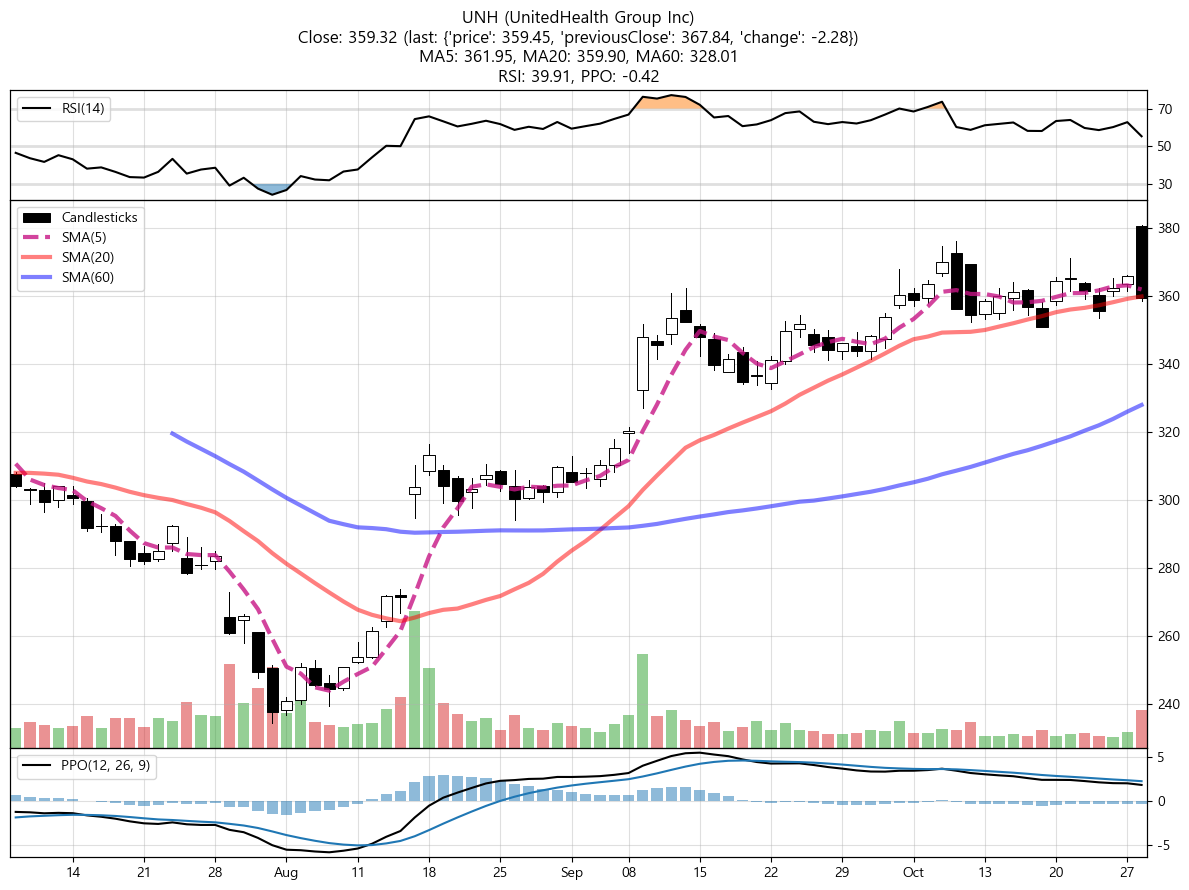 UNH (UnitedHealth Group Inc)
Close: 359.32 (last: {'price': 359.45, 'previousClose': 367.84, 'change': -2.28})
MA5: 361.95, MA20: 359.90, MA60: 328.01
RSI: 39.91, PPO: -0.42
RSI(14)
70
50
30
Candlesticks
SMA(5)
SMA(20)
SMA(60)
380
360
340
320
300
280
260
240
PPO(12, 26, 9)
5
0
-5
14 21 28 Aug 11 18 25 Sep 08 15 22 29 Oct 13 20 27